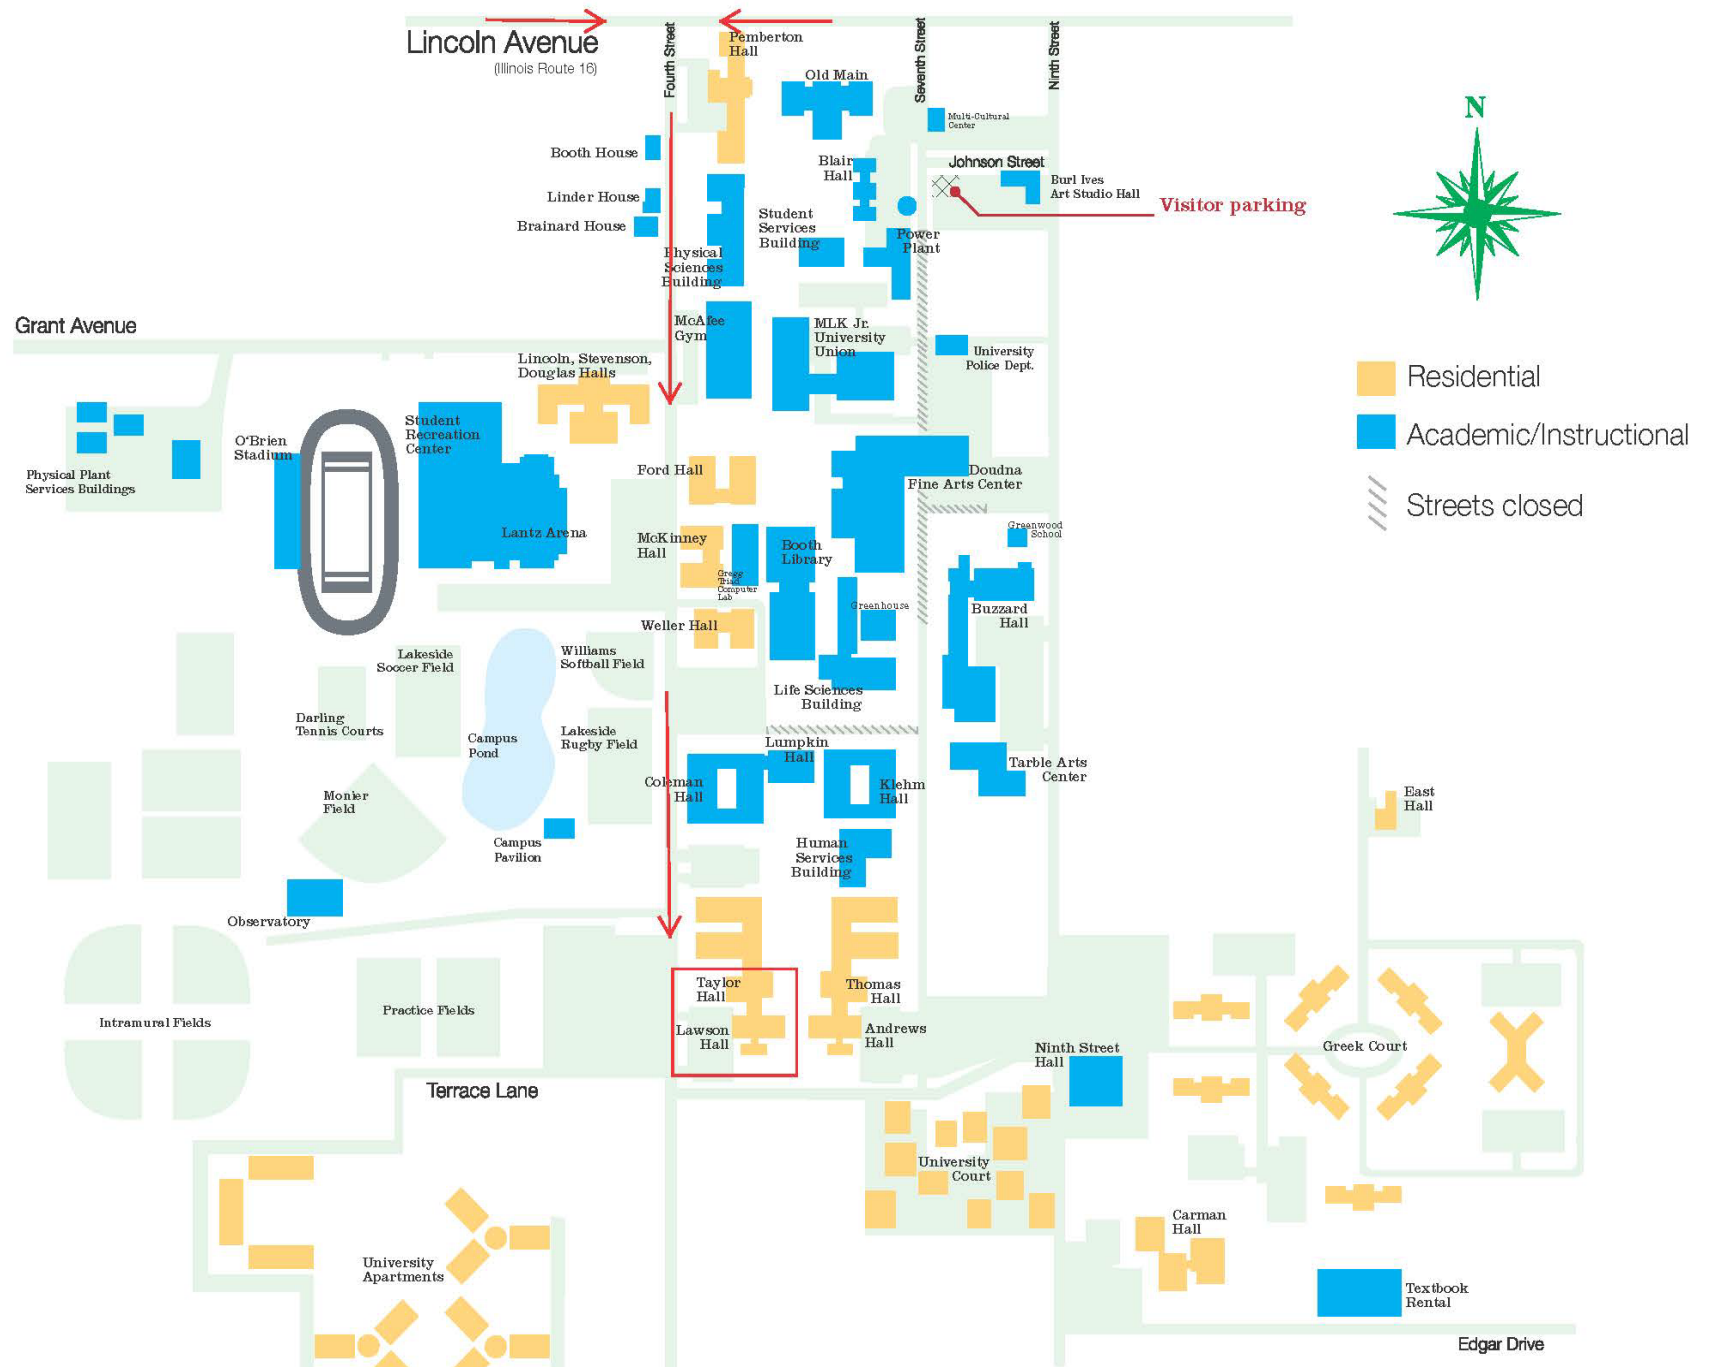 Lincoln Avenue
(Illinois Route 16)
Fourth Street
Seventh Street
Ninth Street
Pemberton
Hall
Old Main
Multi-Cultural
Center
N
Booth House
Blair
Hall
Johnson Street
Burl Ives
Art Studio Hall
Visitor parking
Linder House
Brainard House
Student
Services
Building
Power
Plant
Physical
Sciences
Building
Grant Avenue
McAfee
Gym
MLK Jr.
University
Union
University
Police Dept.
Lincoln, Stevenson,
Douglas Halls
Residential
Academic/Instructional
Streets closed
O'Brien
Stadium
Student
Recreation
Center
Physical Plant
Services Buildings
Ford Hall
Doudna
Fine Arts Center
Lantz Arena
McKinney
Hall
Gregg
Triad
Computer
Lab
Booth
Library
Greenwood
School
Greenhouse
Buzzard
Hall
Weller Hall
Lakeside
Soccer Field
Williams
Softball Field
Life Sciences
Building
Darling
Tennis Courts
Campus
Pond
Lakeside
Rugby Field
Lumpkin
Hall
Tarble Arts
Center
Coleman
Hall
Klehm
Hall
Monier
Field
East
Hall
Campus
Pavilion
Human
Services
Building
Observatory
Taylor
Hall
Thomas
Hall
Practice Fields
Intramural Fields
Lawson
Hall
Andrews
Hall
Ninth Street
Hall
Greek Court
Terrace Lane
University
Court
Carman
Hall
University
Apartments
Textbook
Rental
Edgar Drive